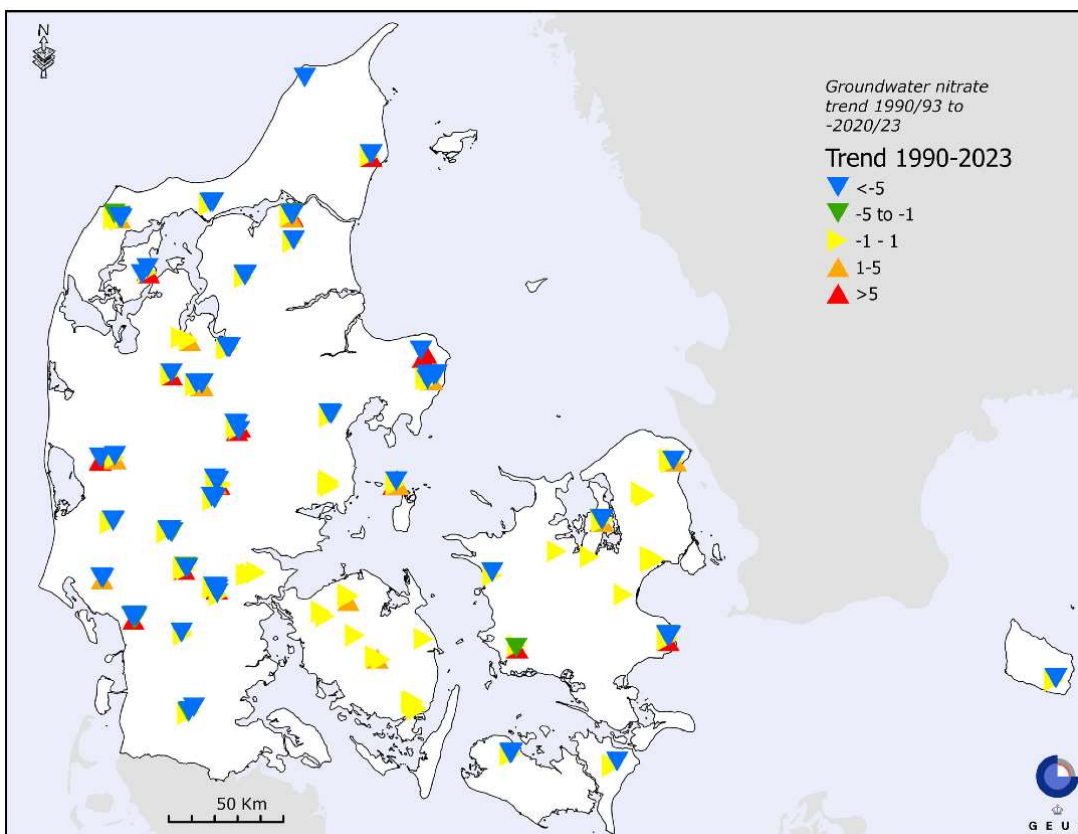 N
Groundwater nitrate
trend 1990/93 to
-2020/23
Trend 1990-2023
<-5
-5 to -1
-1 - 1
1-5
>5
50 Km
G E U